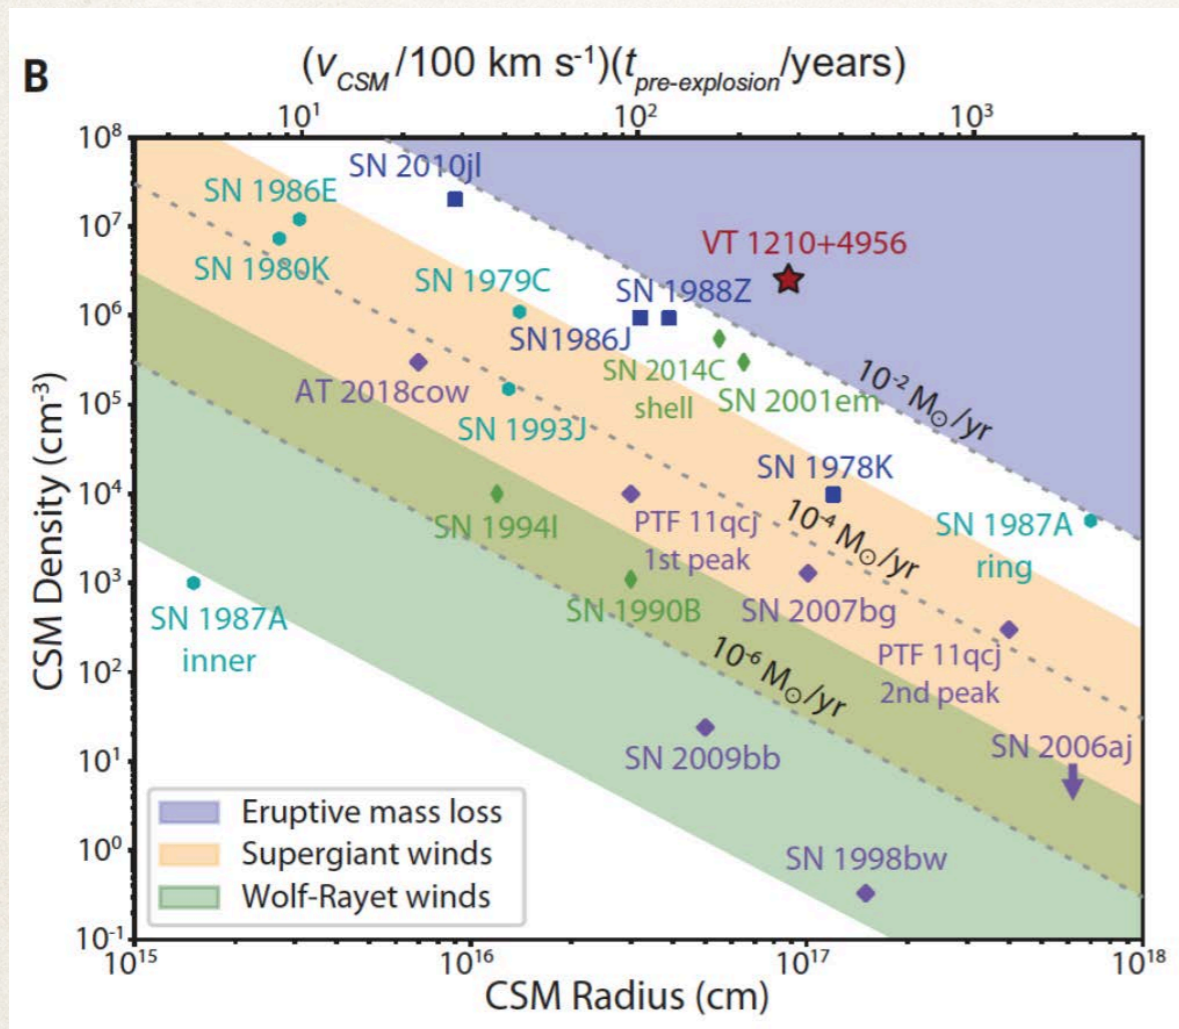 B
(v_CSM/100 km s⁻¹)(t_pre-explosion/years)
10¹ 10² 10³
10⁸
10⁷
10⁶
10⁵
10⁴
10³
10²
10¹
10⁰
10⁻¹
CSM Density (cm⁻³)
SN 2010jl
SN 1986E
VT 1210+4956
SN 1980K
SN 1979C
SN 1988Z
SN1986J
SN 2014C
shell
AT 2018cow
SN 2001em
10⁻² M⊙/yr
SN 1993J
SN 1978K
SN 1994I
PTF 11qcj
1st peak
10⁻⁴ M⊙/yr
SN 1987A
ring
SN 1987A
inner
SN 1990B
SN 2007bg
PTF 11qcj
2nd peak
10⁻⁶ M⊙/yr
SN 2009bb
SN 2006aj
SN 1998bw
Eruptive mass loss
Supergiant winds
Wolf-Rayet winds
10¹⁵ 10¹⁶ 10¹⁷ 10¹⁸
CSM Radius (cm)